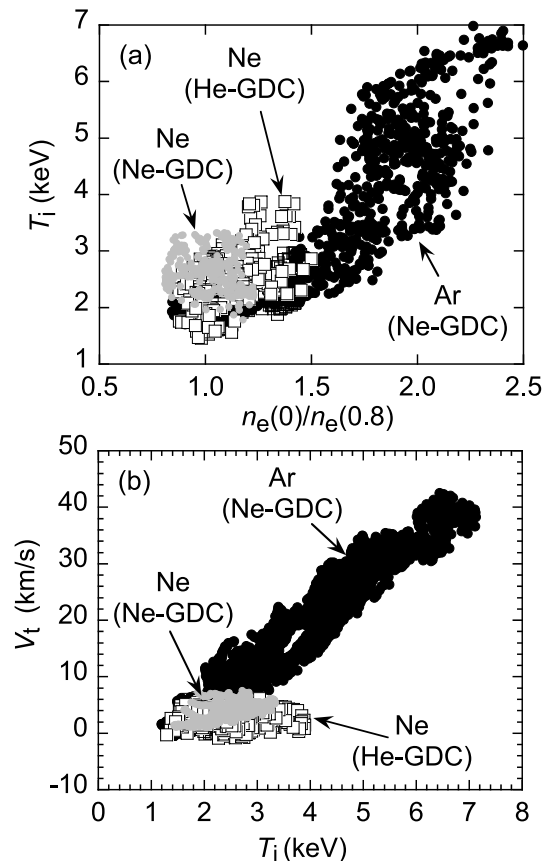 7
6
5
4
3
2
1
(a)
Ne
(He-GDC)
Ne
(Ne-GDC)
Ar
(Ne-GDC)
Ti (keV)
0.5 1.0 1.5 2.0 2.5
ne(0)/ne(0.8)
50
40
30
20
10
0
-10
(b)
Ar
(Ne-GDC)
Ne
(Ne-GDC)
Ne
(He-GDC)
Vt (km/s)
0 1 2 3 4 5 6 7 8
Ti (keV)